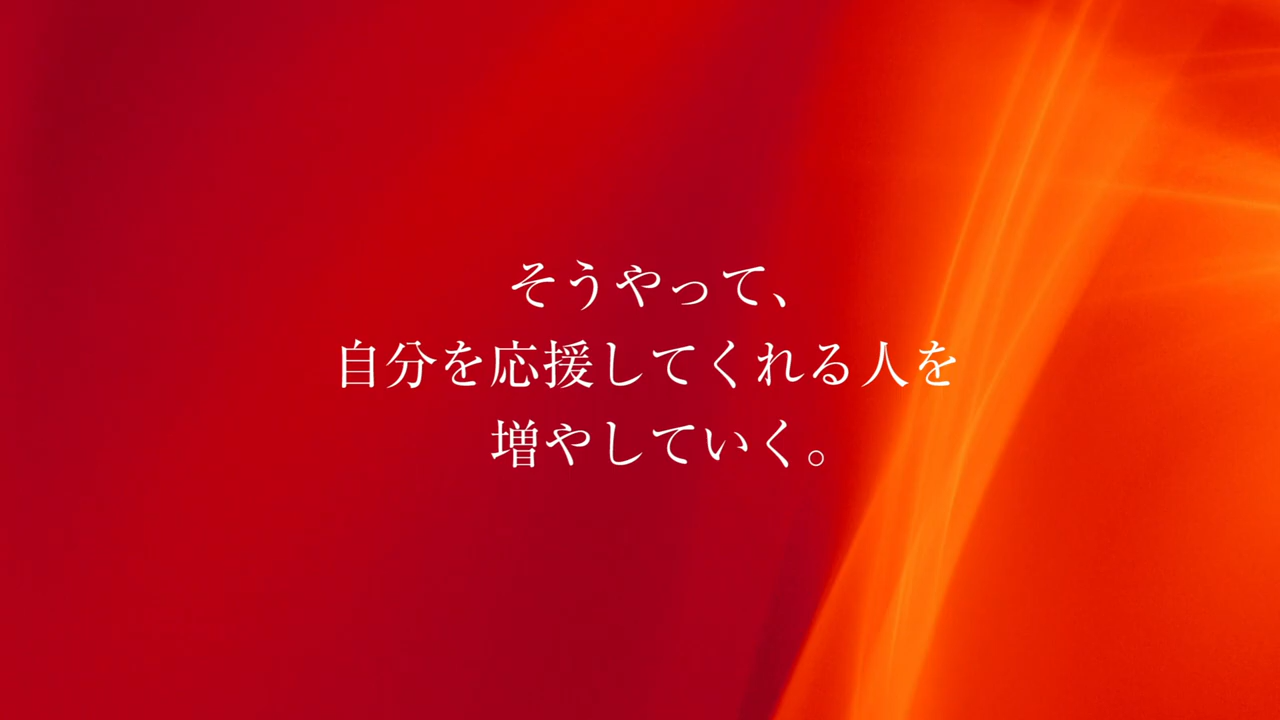 そうやって、
自分を応援してくれる人を
増やしていく。